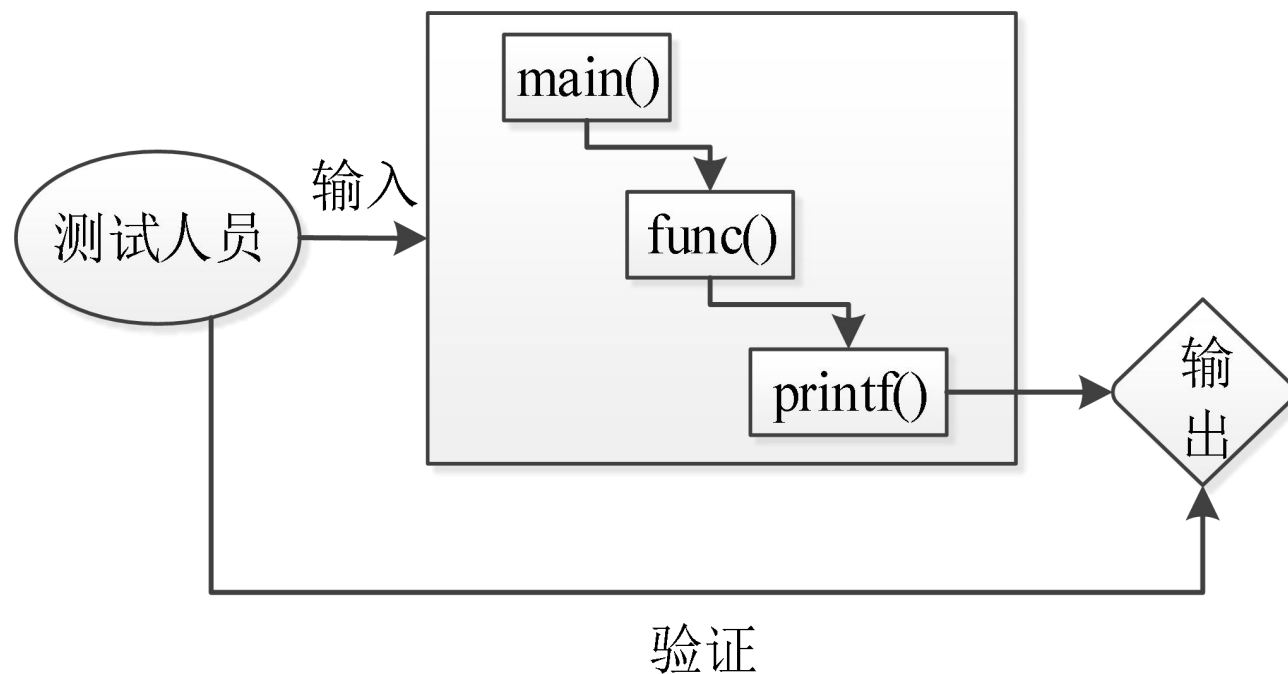 main()
输入
测试人员
func()
printf()
输
出
验证